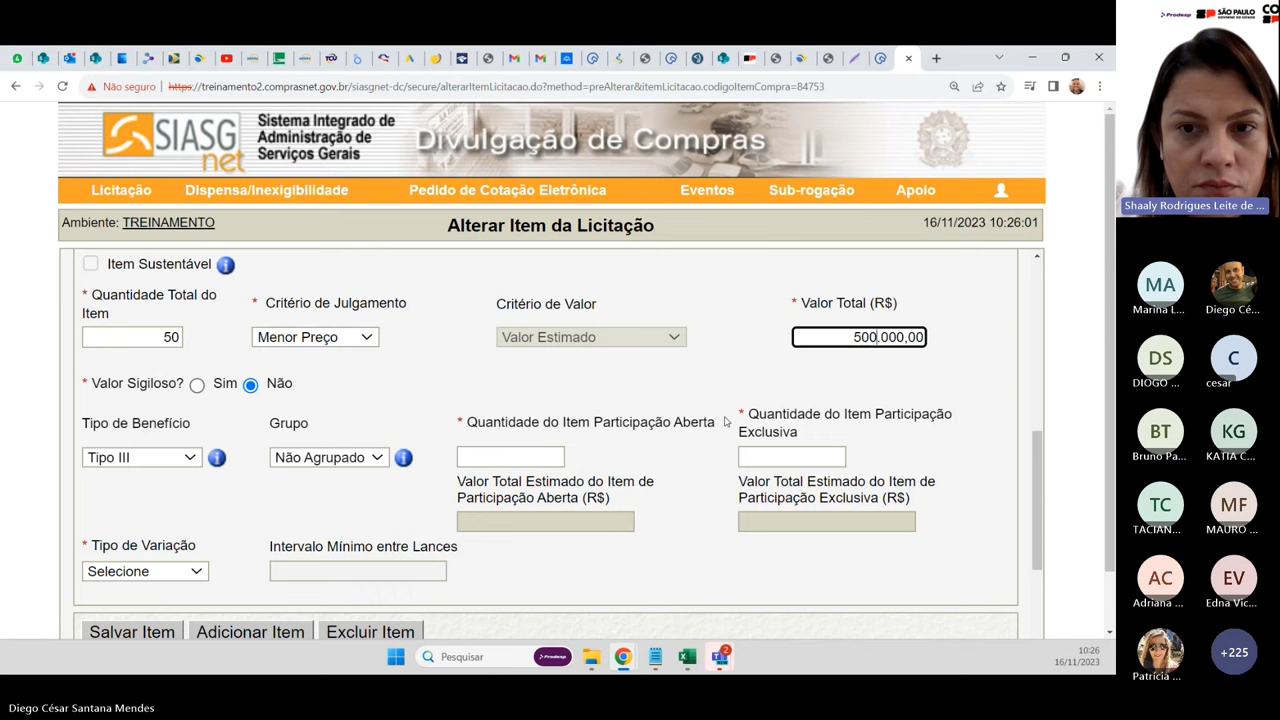 Prodesp SÃO PAULO CO
Não seguro https://treinamento2.comprasnet.gov.br/siasgnet-dc/secure/alterarItemLicitacao.do?method=preAlterar&itemLicitacao.codigoItemCompra=84753
SIASG net
Sistema Integrado de
Administração de
Serviços Gerais
Divulgação de Compras
Licitação Dispensa/Inexigibilidade Pedido de Cotação Eletrônica Eventos Sub-rogação Apoio
Ambiente: TREINAMENTO Alterar Item da Licitação 16/11/2023 10:26:01
Item Sustentável
* Quantidade Total do Item
* Critério de Julgamento
Critério de Valor
* Valor Total (R$)
50 Menor Preço Valor Estimado 500.000,00
* Valor Sigiloso? Sim Não
Tipo de Benefício Grupo
* Quantidade do Item Participação Aberta
* Quantidade do Item Participação
Exclusiva
Tipo III Não Agrupado
Valor Total Estimado do Item de
Participação Aberta (R$)
Valor Total Estimado do Item de
Participação Exclusiva (R$)
* Tipo de Variação Intervalo Mínimo entre Lances
Selecione
Salvar Item Adicionar Item Excluir Item
Pesquisar Prodesp 2
10:26
16/11/2023
Shaaly Rodrigues Leite de ...
MA
Marina L... Diego Cé...
DS C
DIOGO ... cesar
BT KG
Bruno Pa... KATIA C...
TC MF
TACIAN... MAURO ...
AC EV
Adriana ... Edna Vic...
+225
Patrícia ...
Diego César Santana Mendes